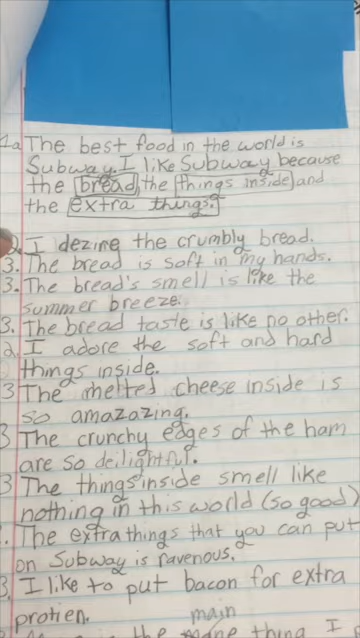 1a The best food in the world is
Subway. I like Subway because
the bread, the things inside and
the extra things.
2. I dezire the crumbly bread.
3. The bread is soft in my hands.
3. The bread's smell is like the
summer breeze.
3. The bread taste is like no other.
2. I adore the soft and hard
things inside.
3 The melted cheese inside is
so amazazing.
3 The crunchy edges of the ham
are so deilightful.
3 The things inside smell like
nothing in this world (so good)
. The extra things that you can put
on Subway is ravenous.
3. I like to put bacon for extra
protien. main
the thing I